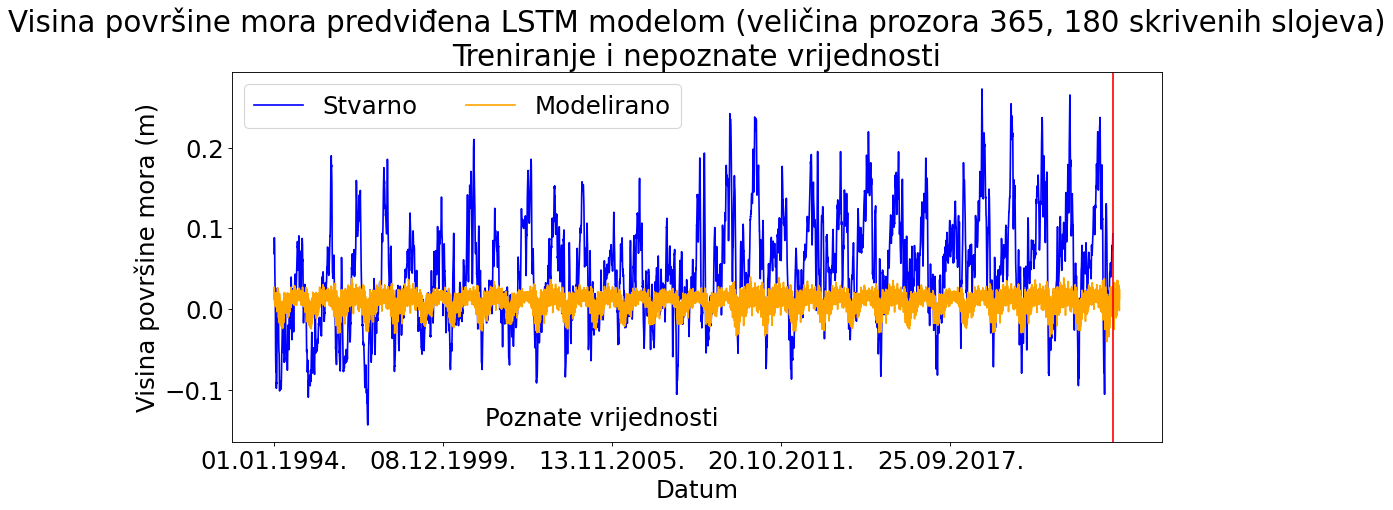 Visina površine mora predviđena LSTM modelom (veličina prozora 365, 180 skrivenih slojeva)
Treniranje i nepoznate vrijednosti
Stvarno
Modelirano
Visina površine mora (m)
0.2
0.1
0.0
−0.1
Poznate vrijednosti
01.01.1994.
08.12.1999.
13.11.2005.
20.10.2011.
25.09.2017.
Datum